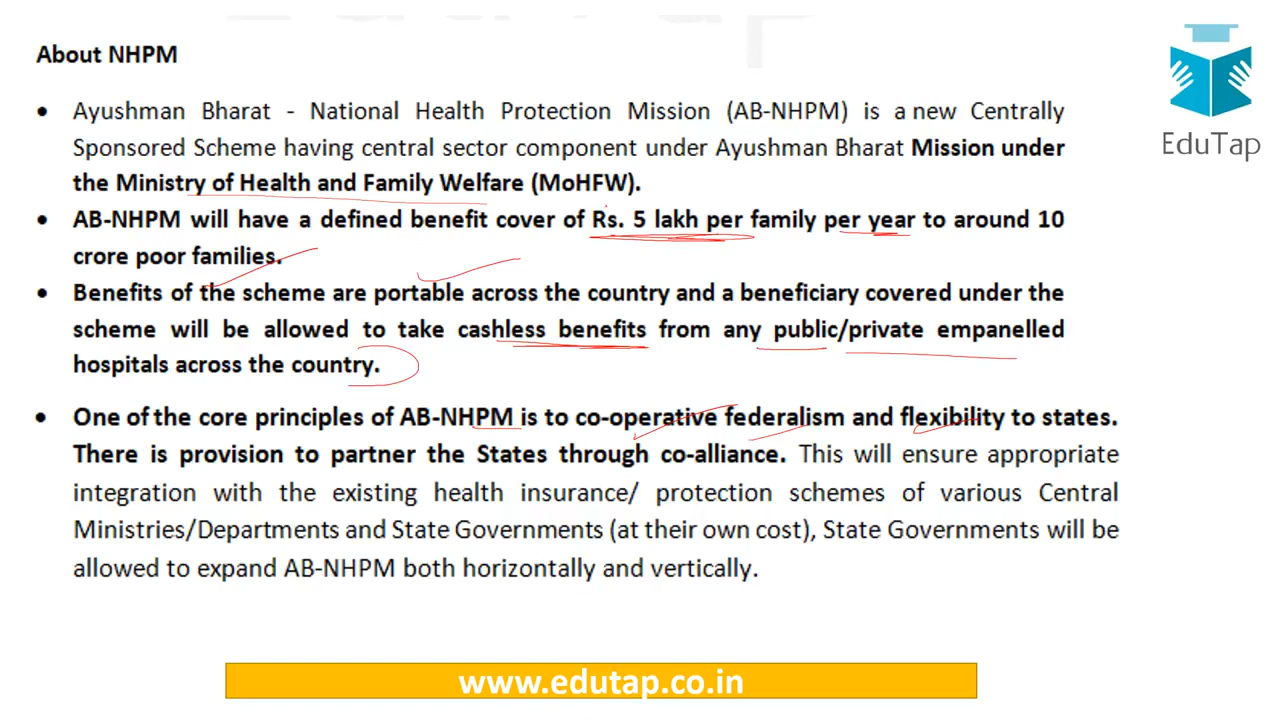 About NHPM
EduTap
• Ayushman Bharat - National Health Protection Mission (AB-NHPM) is a new Centrally
Sponsored Scheme having central sector component under Ayushman Bharat Mission under
the Ministry of Health and Family Welfare (MoHFW).
• AB-NHPM will have a defined benefit cover of Rs. 5 lakh per family per year to around 10
crore poor families.
• Benefits of the scheme are portable across the country and a beneficiary covered under the
scheme will be allowed to take cashless benefits from any public/private empanelled
hospitals across the country.
• One of the core principles of AB-NHPM is to co-operative federalism and flexibility to states.
There is provision to partner the States through co-alliance. This will ensure appropriate
integration with the existing health insurance/ protection schemes of various Central
Ministries/Departments and State Governments (at their own cost), State Governments will be
allowed to expand AB-NHPM both horizontally and vertically.
www.edutap.co.in